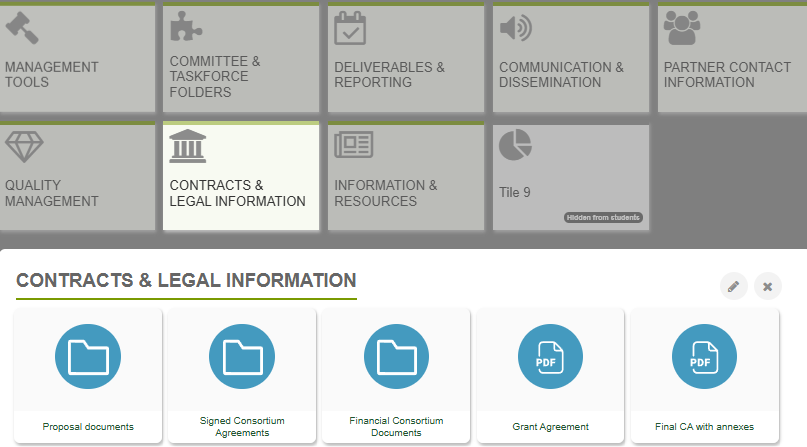 MANAGEMENT
TOOLS
COMMITTEE &
TASKFORCE
FOLDERS
DELIVERABLES &
REPORTING
COMMUNICATION &
DISSEMINATION
PARTNER CONTACT
INFORMATION
QUALITY
MANAGEMENT
CONTRACTS &
LEGAL INFORMATION
INFORMATION &
RESOURCES
Tile 9
Hidden from students
CONTRACTS & LEGAL INFORMATION
Proposal documents
Signed Consortium
Agreements
Financial Consortium
Documents
PDF
Grant Agreement
PDF
Final CA with annexes